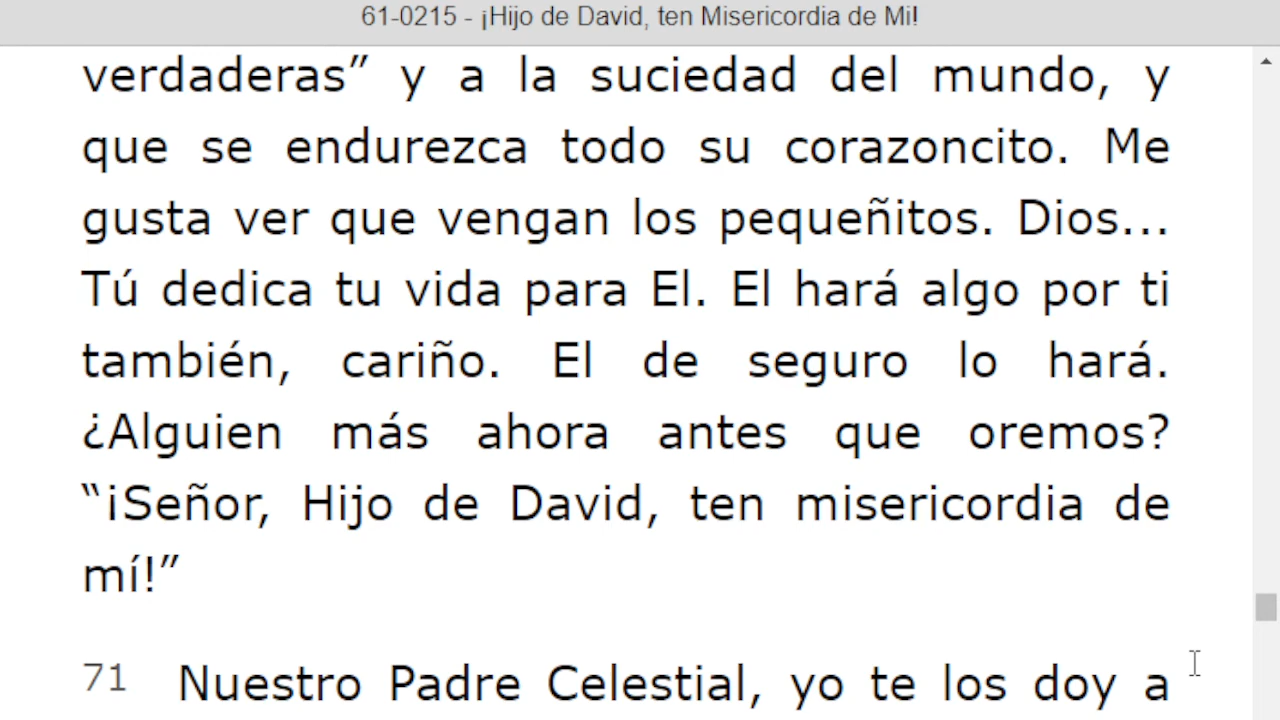 61-0215 - ¡Hijo de David, ten Misericordia de Mi!
verdaderas” y a la suciedad del mundo, y
que se endurezca todo su corazoncito. Me
gusta ver que vengan los pequeñitos. Dios...
Tú dedica tu vida para El. El hará algo por ti
también, cariño. El de seguro lo hará.
¿Alguien más ahora antes que oremos?
“¡Señor, Hijo de David, ten misericordia de
mí!”
71 Nuestro Padre Celestial, yo te los doy a